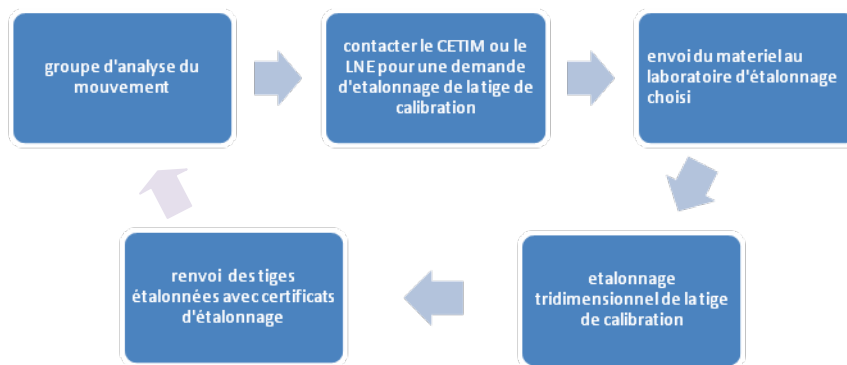 groupe d'analyse du
mouvement
contacter le CETIM ou le
LNE pour une demande
d'etalonnage de la tige de
calibration
envoi du materiel au
laboratoire d'étalonnage
choisi
etalonnage
tridimensionnel de la tige
de calibration
renvoi des tiges
étalonnées avec certificats
d'étalonnage